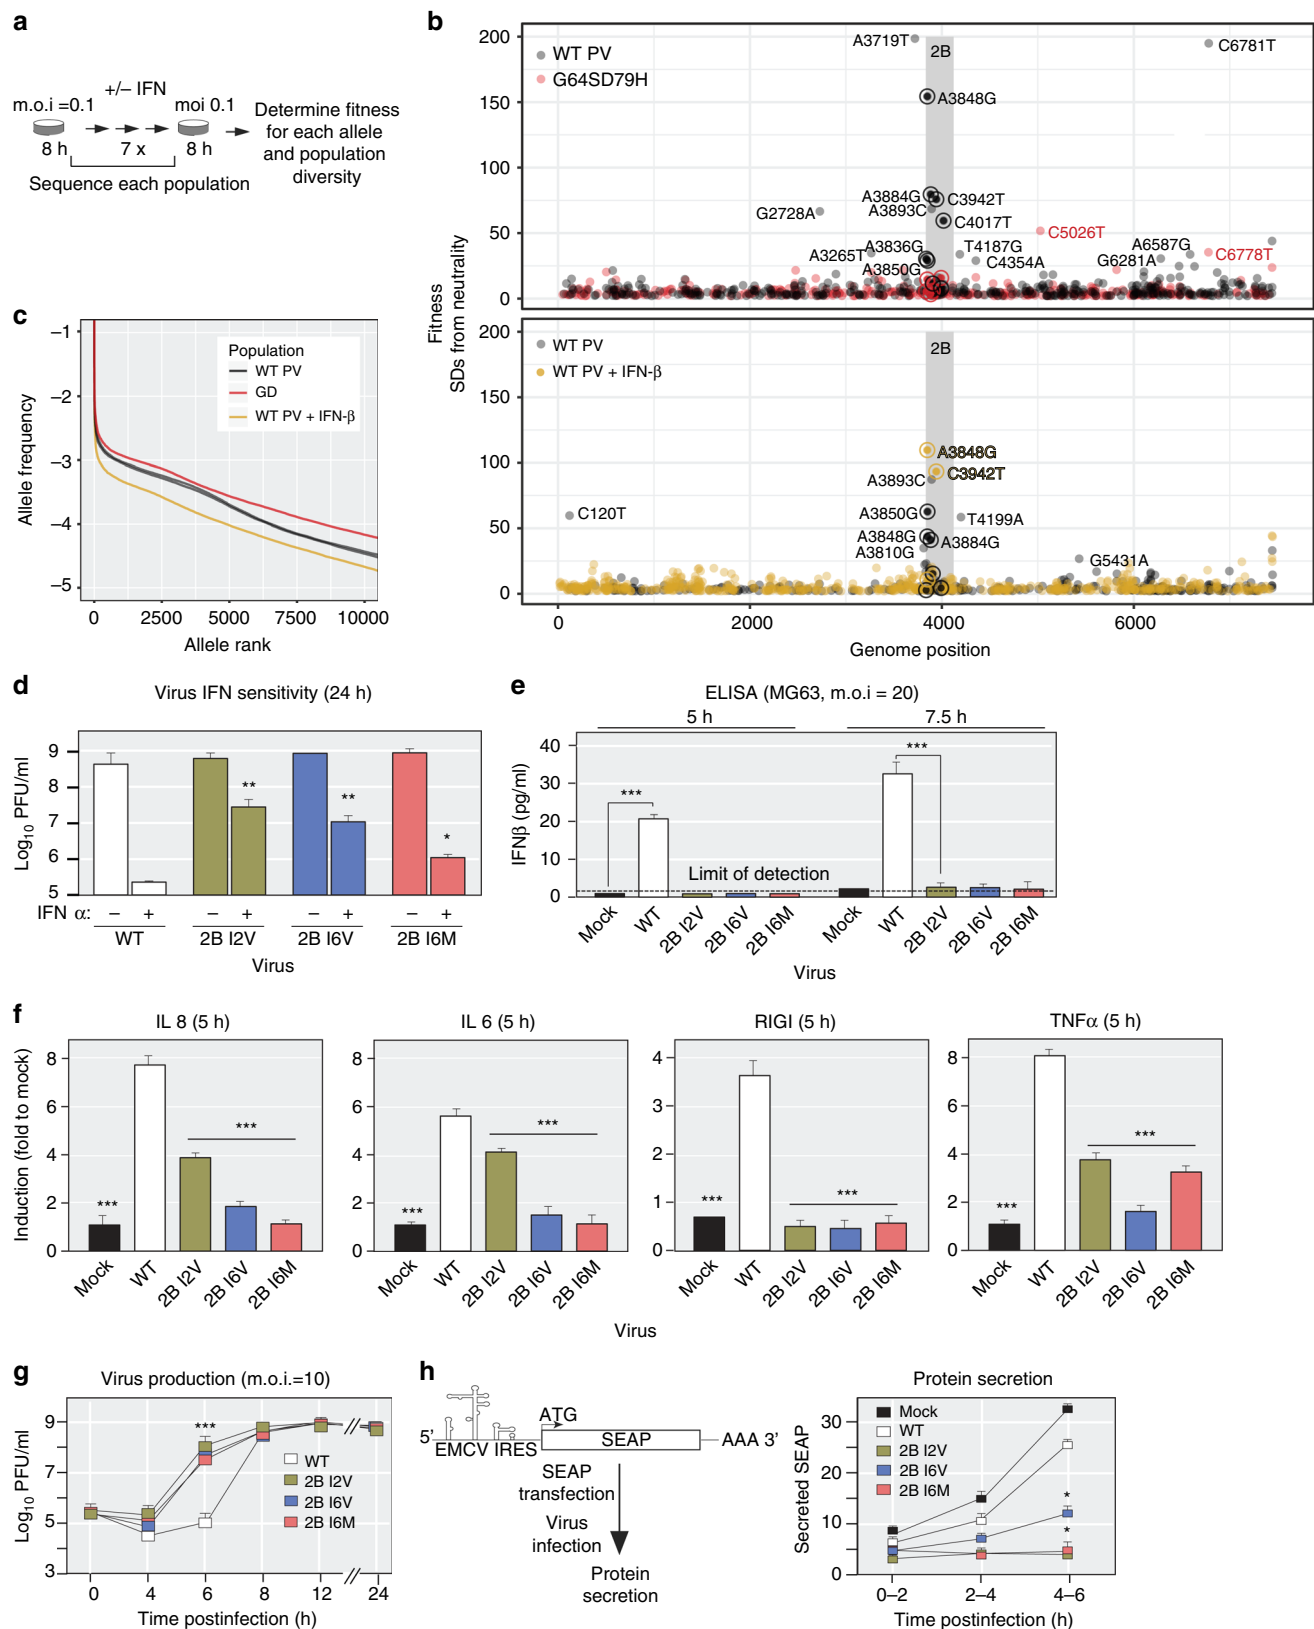 a
+/– IFN
m.o.i =0.1
moi 0.1
8 h
7 x
8 h
Sequence each population
Determine fitness
for each allele
and population
diversity
b
Fitness
SDs from neutrality
200
150
100
50
0
WT PV
G64SD79H
2B
A3719T
C6781T
A3848G
A3884G
C3942T
A3893C
G2728A
C4017T
C5026T
A3836G
T4187G
A6587G
A3265T
C4354A
G6281A
C6778T
A3850G
200
150
100
50
0
WT PV
WT PV + IFN-β
2B
A3848G
C3942T
A3893C
C120T
A3850G
T4199A
A3848G
A3884G
A3810G
G5431A
0
2000
4000
6000
Genome position
c
Allele frequency
–1
–2
–3
–4
–5
Population
WT PV
GD
WT PV + IFN-β
0
2500
5000
7500
10000
Allele rank
d
Virus IFN sensitivity (24 h)
Log10 PFU/ml
9
8
7
6
5
**
**
*
IFN α:
–
+
–
+
–
+
–
+
WT
2B I2V
2B I6V
2B I6M
Virus
e
ELISA (MG63, m.o.i = 20)
5 h
7.5 h
IFNβ (pg/ml)
40
30
20
10
0
***
***
Limit of detection
Mock
WT
2B I2V
2B I6V
2B I6M
Mock
WT
2B I2V
2B I6V
2B I6M
Virus
f
Induction (fold to mock)
IL 8 (5 h)
8
6
4
2
0
***
***
Mock
WT
2B I2V
2B I6V
2B I6M
IL 6 (5 h)
8
6
4
2
0
***
***
Mock
WT
2B I2V
2B I6V
2B I6M
RIGI (5 h)
4
3
2
1
0
***
***
Mock
WT
2B I2V
2B I6V
2B I6M
TNFα (5 h)
8
6
4
2
0
***
***
Mock
WT
2B I2V
2B I6V
2B I6M
Virus
g
Virus production (m.o.i.=10)
Log10 PFU/ml
9
7
5
3
***
WT
2B I2V
2B I6V
2B I6M
0
4
6
8
12
24
Time postinfection (h)
h
5'
EMCV IRES
ATG
SEAP
AAA 3'
SEAP
transfection
Virus
infection
Protein
secretion
Protein secretion
Secreted SEAP
30
20
10
0
Mock
WT
2B I2V
2B I6V
2B I6M
*
*
0–2
2–4
4–6
Time postinfection (h)